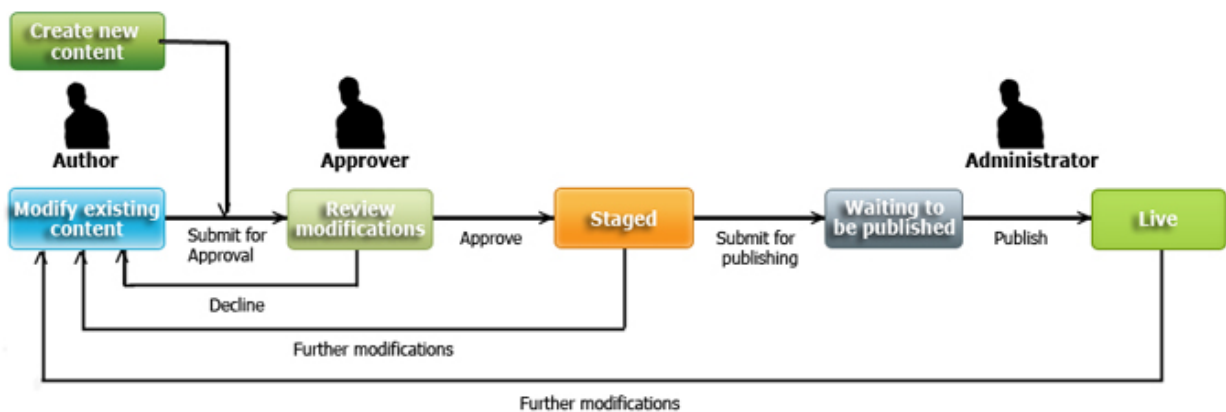 Create new
content
Author
Approver
Administrator
Modify existing
content
Submit for
Approval
Review
modifications
Approve
Staged
Submit for
publishing
Waiting to
be published
Publish
Live
Decline
Further modifications
Further modifications